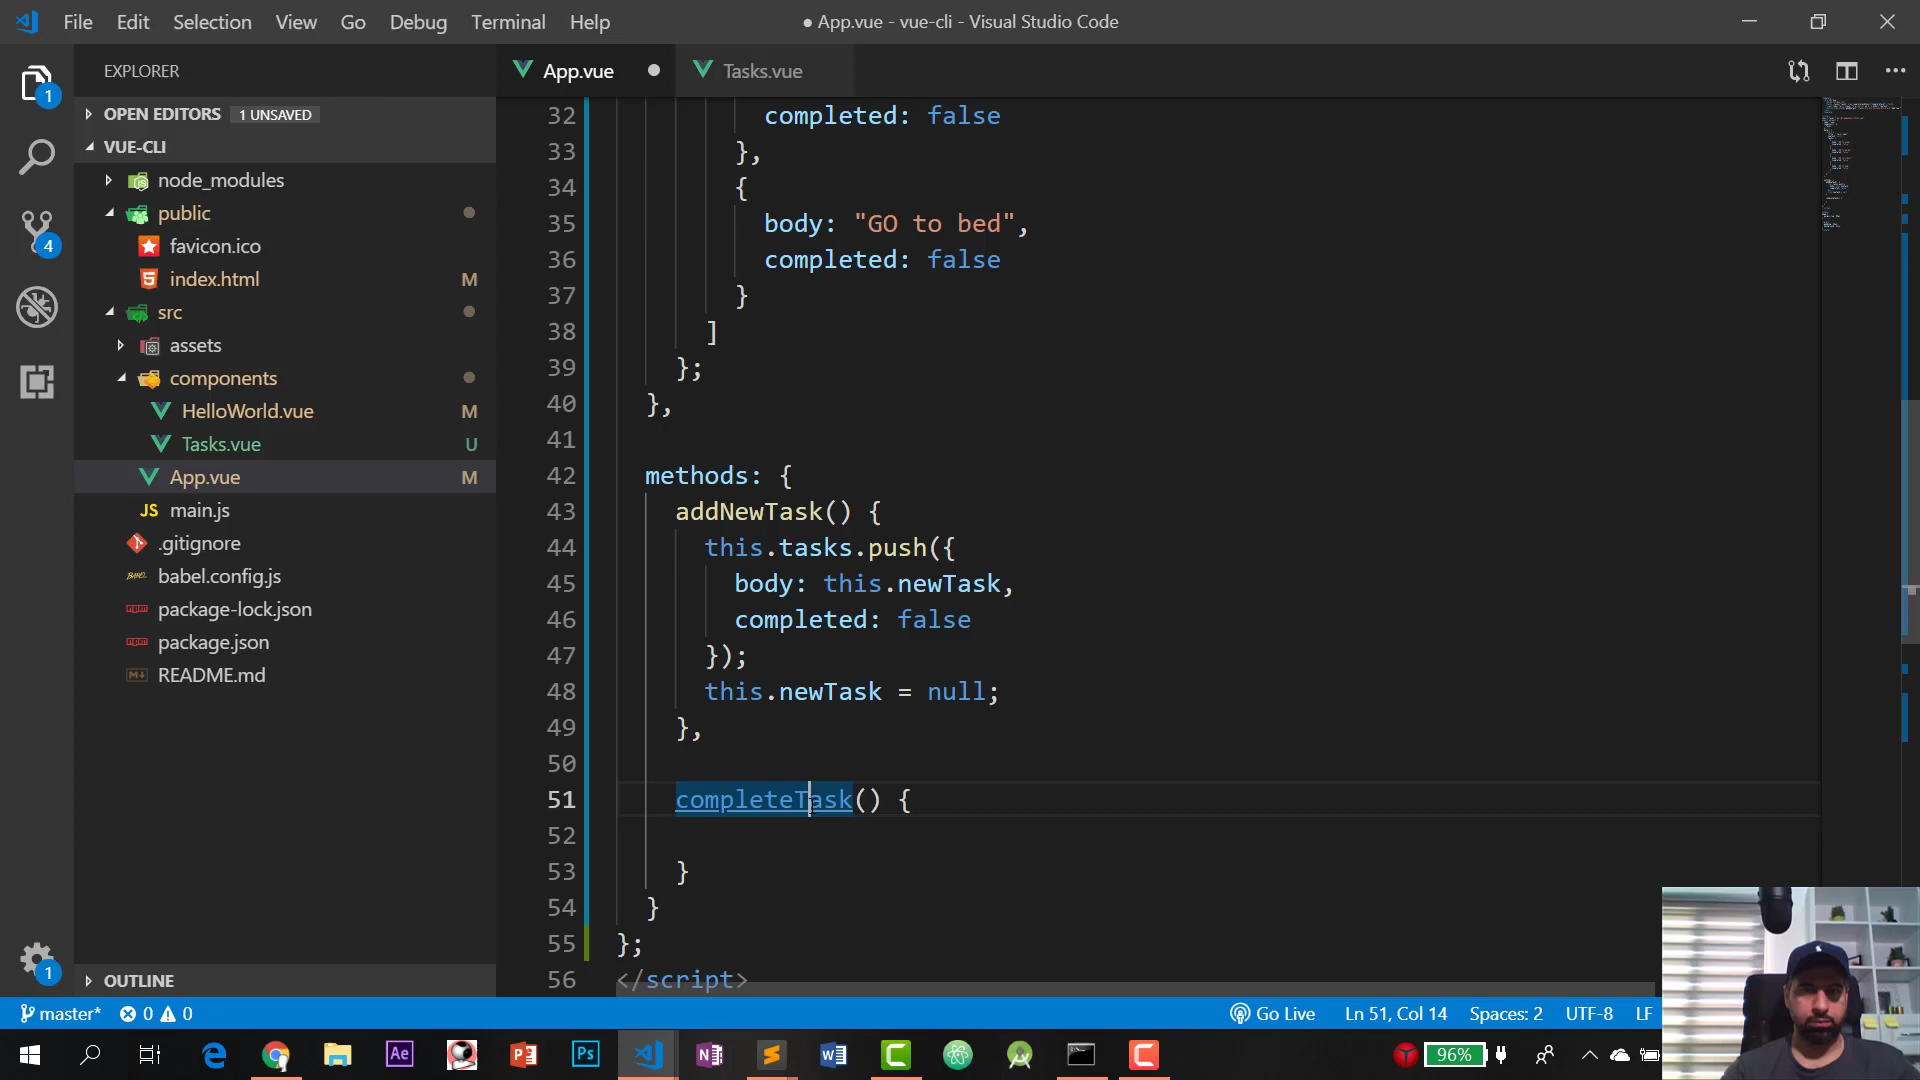 File Edit Selection View Go Debug Terminal Help
● App.vue - vue-cli - Visual Studio Code
EXPLORER
App.vue
Tasks.vue
OPEN EDITORS 1 UNSAVED
VUE-CLI
node_modules
public
favicon.ico
index.html M
src
assets
components
HelloWorld.vue M
Tasks.vue U
App.vue M
JS main.js
.gitignore
babel.config.js
package-lock.json
package.json
README.md
OUTLINE
1
4
1
32 completed: false
33 },
34 {
35 body: "GO to bed",
36 completed: false
37 }
38 ]
39 };
40 },
41
42 methods: {
43 addNewTask() {
44 this.tasks.push({
45 body: this.newTask,
46 completed: false
47 });
48 this.newTask = null;
49 },
50
51 completeTask() {
52
53 }
54 }
55 };
56 </script>
master* 0 0
Go Live Ln 51, Col 14 Spaces: 2 UTF-8 LF
Ae Ps 96%